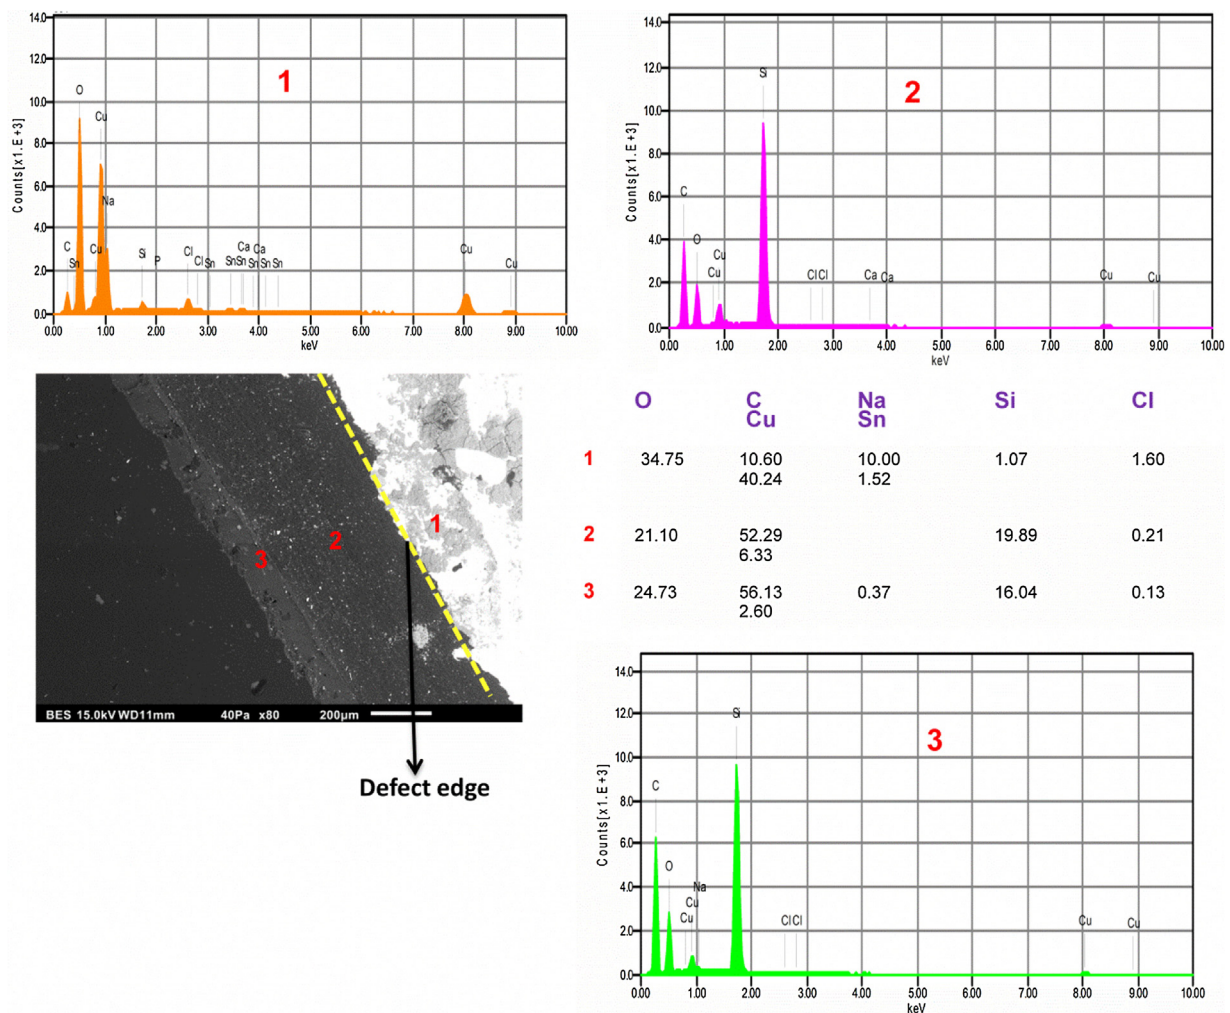 14.0
12.0
10.0
8.0
6.0
4.0
2.0
0.0
Counts[x1.E+3]
1
O
Cu
Na
C
Sn
Cu
Si
P
Cl
Cl
Sn
Sn
Ca
Sn
Ca
Sn
Sn
Sn
Cu
Cu
0.00 1.00 2.00 3.00 4.00 5.00 6.00 7.00 8.00 9.00 10.00
keV
14.0
12.0
10.0
8.0
6.0
4.0
2.0
0.0
Counts[x1.E+3]
2
Si
C
O
Cu
Cu
Cl Cl
Ca
Ca
Cu
Cu
0.00 1.00 2.00 3.00 4.00 5.00 6.00 7.00 8.00 9.00 10.00
keV
1
2
3
BES 15.0kV WD11mm 40Pa x80 200µm
Defect edge
O C Na Si Cl
Cu Sn
1 34.75 10.60 10.00 1.07 1.60
40.24 1.52
2 21.10 52.29 19.89 0.21
6.33
3 24.73 56.13 0.37 16.04 0.13
2.60
14.0
12.0
10.0
8.0
6.0
4.0
2.0
0.0
Counts[x1.E+3]
3
Si
C
O
Na
Cu
Cu
Cl Cl
Cu
Cu
0.00 1.00 2.00 3.00 4.00 5.00 6.00 7.00 8.00 9.00 10.00
keV